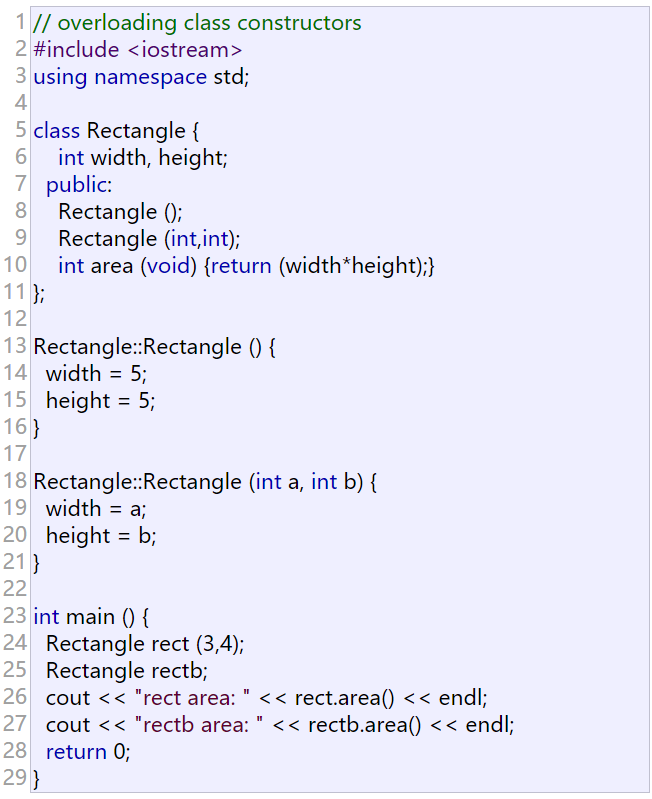 1 // overloading class constructors
2 #include <iostream>
3 using namespace std;
4
5 class Rectangle {
6     int width, height;
7   public:
8     Rectangle ();
9     Rectangle (int,int);
10     int area (void) {return (width*height);}
11 };
12
13 Rectangle::Rectangle () {
14   width = 5;
15   height = 5;
16 }
17
18 Rectangle::Rectangle (int a, int b) {
19   width = a;
20   height = b;
21 }
22
23 int main () {
24   Rectangle rect (3,4);
25   Rectangle rectb;
26   cout << "rect area: " << rect.area() << endl;
27   cout << "rectb area: " << rectb.area() << endl;
28   return 0;
29 }